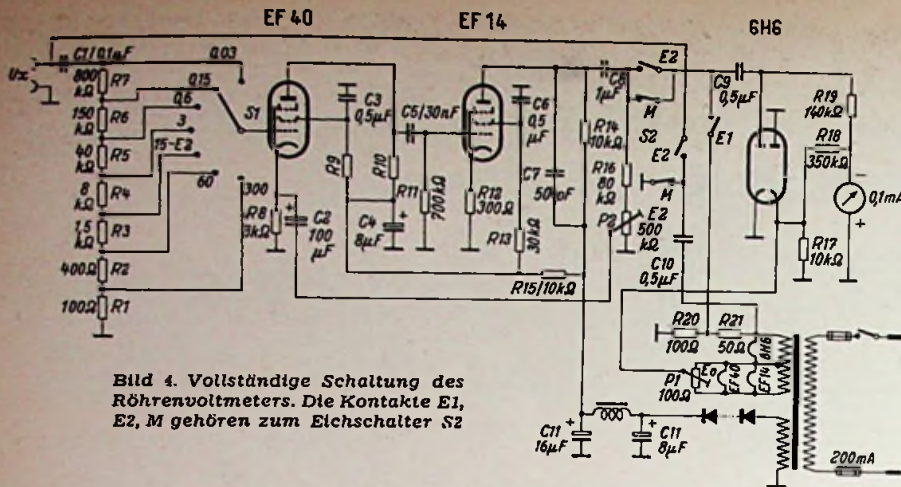 EF 40
EF 14
6H6
Ux
C1/0,1µF
0,03
800
kΩ
R7
0,15
150
kΩ
R6
0,6
S1
40
kΩ
R5
3
15-E2
8
kΩ
R4
60
1,5
kΩ
R3
300
400Ω
R2
100Ω
R1
R8
3kΩ
C2
100
µF
C3
0,5µF
R9
R10
C4
8µF
C5/30nF
R11
700kΩ
R12
300Ω
C6
0,5
µF
C7
50pF
R13
30kΩ
R15/10kΩ
R14
10kΩ
C8
1µF
E2
M
S2
E2
M
R16
80
kΩ
P2
E2
500
kΩ
C10
0,5µF
E1
C9
0,5µF
R19
140kΩ
R18
350kΩ
0,1mA
R17
10kΩ
R20
100Ω
R21
50Ω
6H6
P1
100Ω
E0
EF40
EF14
C11
16µF
C11
8µF
200mA
Bild 4. Vollständige Schaltung des
Röhrenvoltmeters. Die Kontakte E1,
E2, M gehören zum Eichschalter S2